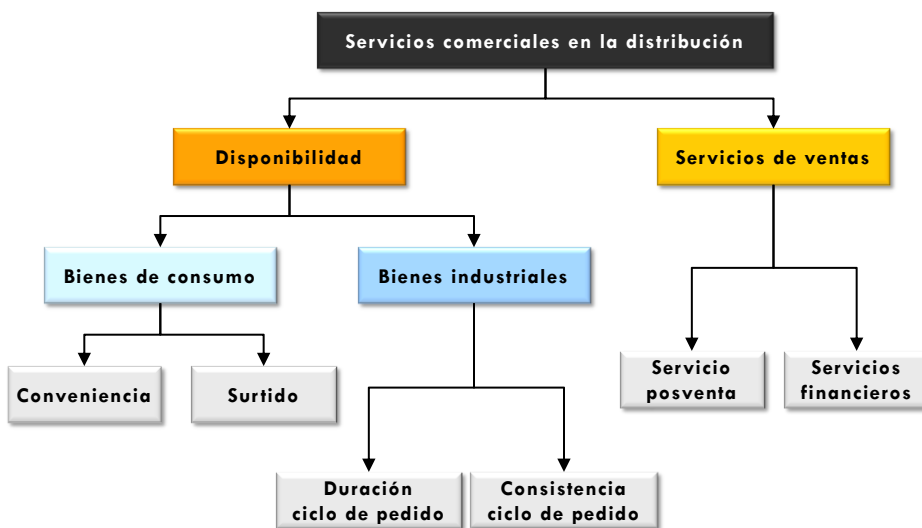 Servicios comerciales en la distribución
Disponibilidad
Servicios de ventas
Bienes de consumo
Bienes industriales
Conveniencia
Surtido
Servicio
posventa
Servicios
financieros
Duración
ciclo de pedido
Consistencia
ciclo de pedido